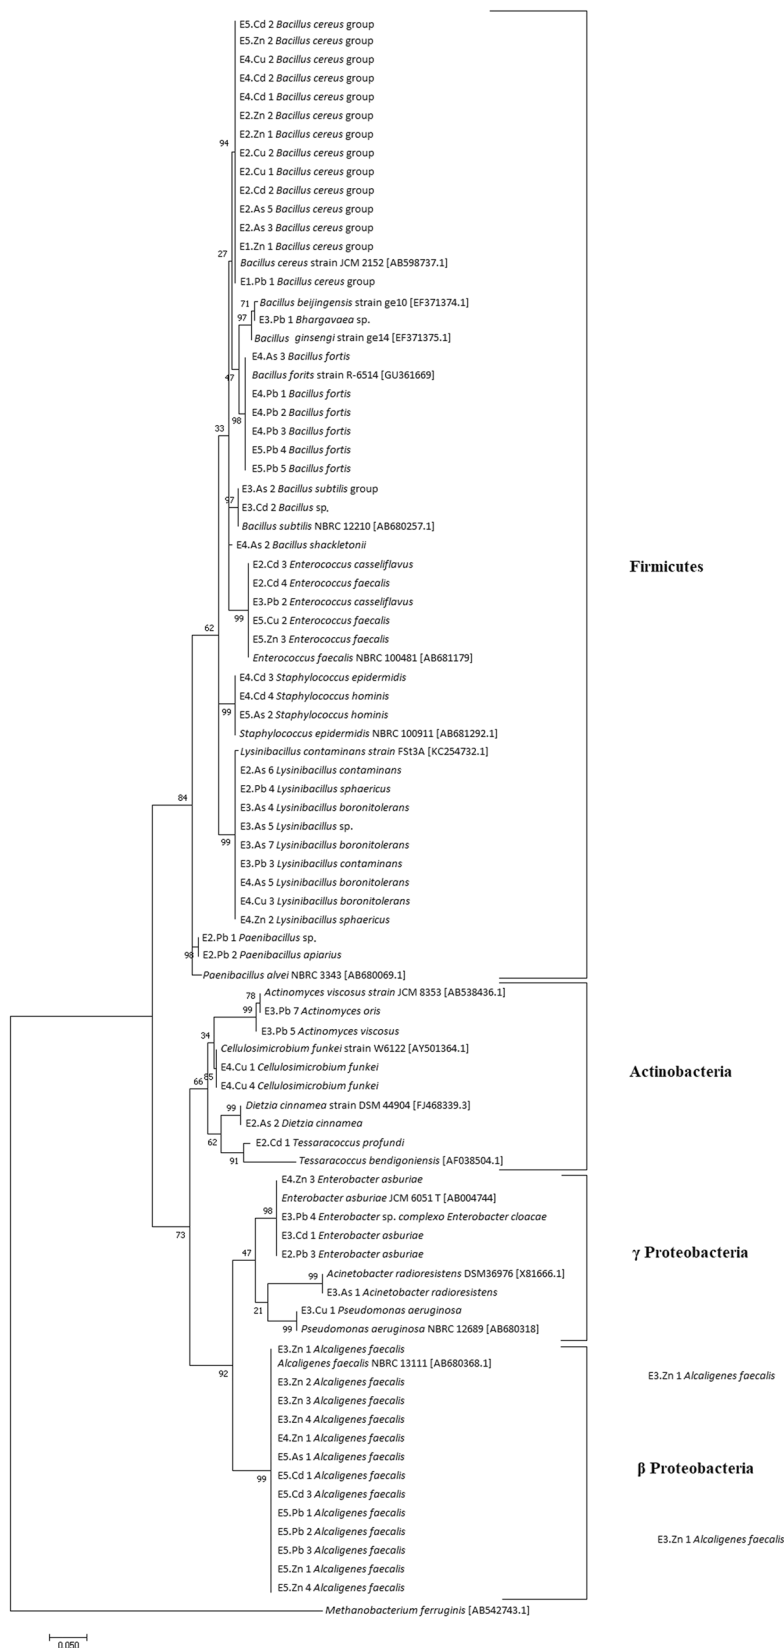 E5.Cd 2 Bacillus cereus group
E5.Zn 2 Bacillus cereus group
E4.Cu 2 Bacillus cereus group
E4.Cd 2 Bacillus cereus group
E4.Cd 1 Bacillus cereus group
E2.Zn 2 Bacillus cereus group
E2.Zn 1 Bacillus cereus group
94
E2.Cu 2 Bacillus cereus group
E2.Cu 1 Bacillus cereus group
E2.Cd 2 Bacillus cereus group
E2.As 5 Bacillus cereus group
E2.As 3 Bacillus cereus group
E1.Zn 1 Bacillus cereus group
27
Bacillus cereus strain JCM 2152 [AB598737.1]
E1.Pb 1 Bacillus cereus group
71
Bacillus beijingensis strain ge10 [EF371374.1]
97
E3.Pb 1 Bhargavaea sp.
Bacillus ginsengi strain ge14 [EF371375.1]
E4.As 3 Bacillus fortis
47
Bacillus forits strain R-6514 [GU361669]
E4.Pb 1 Bacillus fortis
E4.Pb 2 Bacillus fortis
98
33
E4.Pb 3 Bacillus fortis
E5.Pb 4 Bacillus fortis
E5.Pb 5 Bacillus fortis
E3.As 2 Bacillus subtilis group
97
E3.Cd 2 Bacillus sp.
Bacillus subtilis NBRC 12210 [AB680257.1]
E4.As 2 Bacillus shackletonii
E2.Cd 3 Enterococcus casseliflavus
Firmicutes
E2.Cd 4 Enterococcus faecalis
E3.Pb 2 Enterococcus casseliflavus
99
E5.Cu 2 Enterococcus faecalis
62
E5.Zn 3 Enterococcus faecalis
Enterococcus faecalis NBRC 100481 [AB681179]
E4.Cd 3 Staphylococcus epidermidis
E4.Cd 4 Staphylococcus hominis
99
E5.As 2 Staphylococcus hominis
Staphylococcus epidermidis NBRC 100911 [AB681292.1]
Lysinibacillus contaminans strain FSt3A [KC254732.1]
E2.As 6 Lysinibacillus contaminans
E2.Pb 4 Lysinibacillus sphaericus
84
E3.As 4 Lysinibacillus boronitolerans
E3.As 5 Lysinibacillus sp.
99
E3.As 7 Lysinibacillus boronitolerans
E3.Pb 3 Lysinibacillus contaminans
E4.As 5 Lysinibacillus boronitolerans
E4.Cu 3 Lysinibacillus boronitolerans
E4.Zn 2 Lysinibacillus sphaericus
E2.Pb 1 Paenibacillus sp.
98
E2.Pb 2 Paenibacillus apiarius
Paenibacillus alvei NBRC 3343 [AB680069.1]
78
Actinomyces viscosus strain JCM 8353 [AB538436.1]
99
E3.Pb 7 Actinomyces oris
E3.Pb 5 Actinomyces viscosus
34
Cellulosimicrobium funkei strain W6122 [AY501364.1]
E4.Cu 1 Cellulosimicrobium funkei
Actinobacteria
66
85
E4.Cu 4 Cellulosimicrobium funkei
99
Dietzia cinnamea strain DSM 44904 [FJ468339.3]
E2.As 2 Dietzia cinnamea
62
E2.Cd 1 Tessaracoccus profundi
91
Tessaracoccus bendigoniensis [AF038504.1]
E4.Zn 3 Enterobacter asburiae
Enterobacter asburiae JCM 6051 T [AB004744]
98
E3.Pb 4 Enterobacter sp. complexo Enterobacter cloacae
73
E3.Cd 1 Enterobacter asburiae
47
E2.Pb 3 Enterobacter asburiae
γ Proteobacteria
99
Acinetobacter radioresistens DSM36976 [X81666.1]
E3.As 1 Acinetobacter radioresistens
21
E3.Cu 1 Pseudomonas aeruginosa
99
Pseudomonas aeruginosa NBRC 12689 [AB680318]
E3.Zn 1 Alcaligenes faecalis
Alcaligenes faecalis NBRC 13111 [AB680368.1]
92
E3.Zn 1 Alcaligenes faecalis
E3.Zn 2 Alcaligenes faecalis
E3.Zn 3 Alcaligenes faecalis
E3.Zn 4 Alcaligenes faecalis
E4.Zn 1 Alcaligenes faecalis
E5.As 1 Alcaligenes faecalis
β Proteobacteria
99
E5.Cd 1 Alcaligenes faecalis
E5.Cd 3 Alcaligenes faecalis
E5.Pb 1 Alcaligenes faecalis
E5.Pb 2 Alcaligenes faecalis
E3.Zn 1 Alcaligenes faecalis
E5.Pb 3 Alcaligenes faecalis
E5.Zn 1 Alcaligenes faecalis
E5.Zn 4 Alcaligenes faecalis
Methanobacterium ferruginis [AB542743.1]
0.050